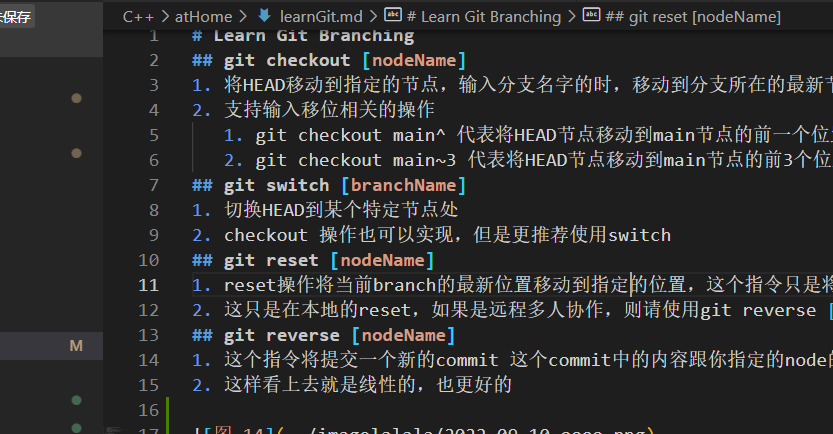 未保存
C++ > atHome > learnGit.md > # Learn Git Branching > ## git reset [nodeName]
1 # Learn Git Branching
2 ## git checkout [nodeName]
3 1. 将HEAD移动到指定的节点，输入分支名字的时，移动到分支所在的最新节
4 2. 支持输入移位相关的操作
5 1. git checkout main^ 代表将HEAD节点移动到main节点的前一个位
6 2. git checkout main~3 代表将HEAD节点移动到main节点的前3个位
7 ## git switch [branchName]
8 1. 切换HEAD到某个特定节点处
9 2. checkout 操作也可以实现，但是更推荐使用switch
10 ## git reset [nodeName]
11 1. reset操作将当前branch的最新位置移动到指定的位置，这个指令只是将
12 2. 这只是在本地的reset，如果是远程多人协作，则请使用git reverse [
13 ## git reverse [nodeName]
14 1. 这个指令将提交一个新的commit 这个commit中的内容跟你指定的node的
15 2. 这样看上去就是线性的，也更好的
16
17
M